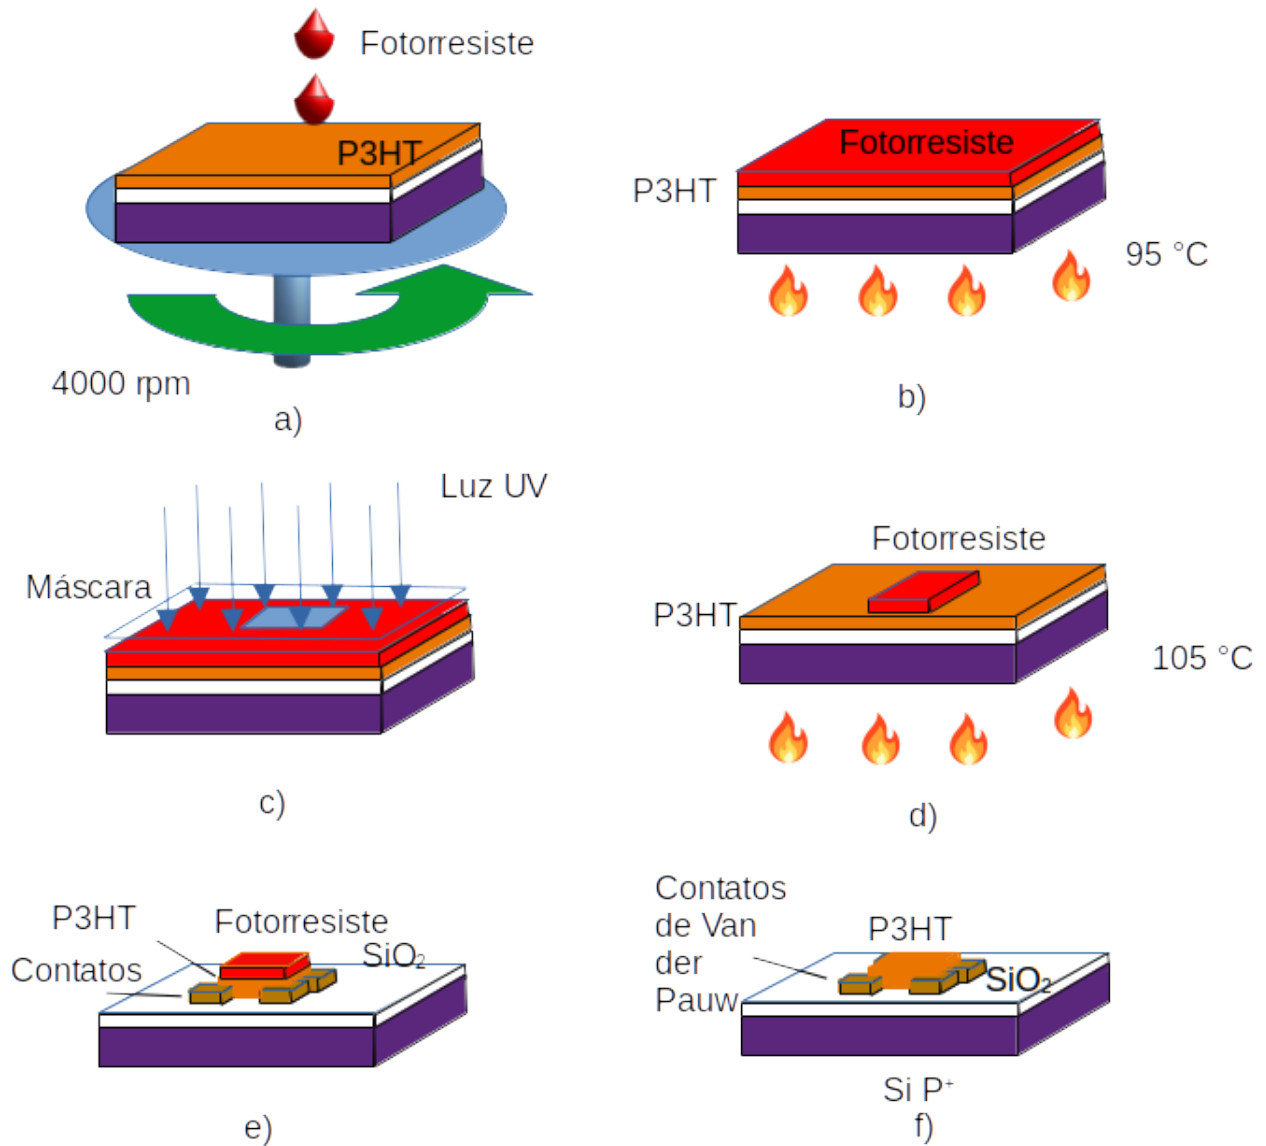 Fotorresiste
P3HT
4000 rpm
a)
Fotorresiste
P3HT
95 °C
b)
Luz UV
Máscara
c)
Fotorresiste
P3HT
105 °C
d)
P3HT
Fotorresiste
SiO₂
Contatos
e)
Contatos
de Van
der
Pauw
P3HT
SiO₂
Si P⁺
f)